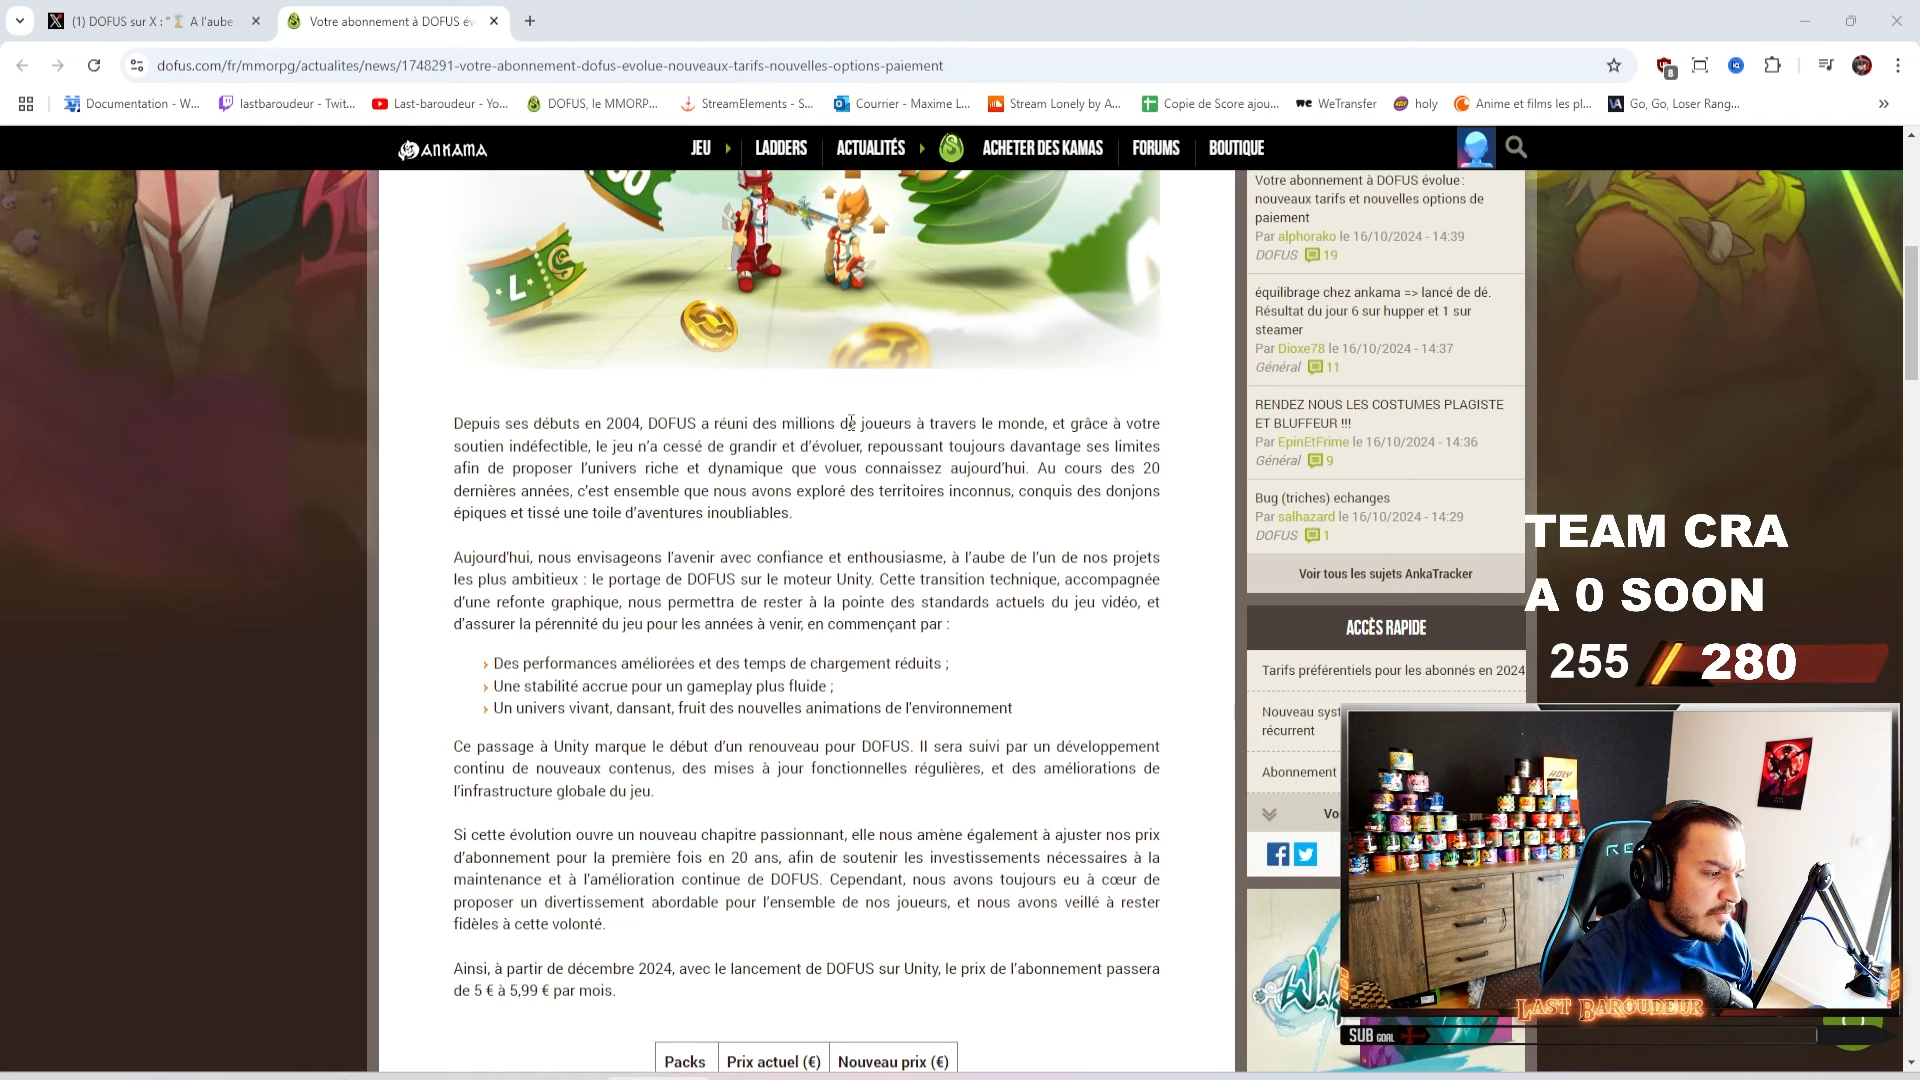 (1) DOFUS sur X : "⌛ A l'aube
Votre abonnement à DOFUS év
dofus.com/fr/mmorpg/actualites/news/1748291-votre-abonnement-dofus-evolue-nouveaux-tarifs-nouvelles-options-paiement
8
Documentation - W...
lastbaroudeur - Twit...
Last-baroudeur - Yo...
DOFUS, le MMORP...
StreamElements - S...
Courrier - Maxime L...
Stream Lonely by A...
Copie de Score ajou...
WeTransfer
holy
Anime et films les pl...
Go, Go, Loser Rang...
ANKAMA
JEU
LADDERS
ACTUALITÉS
ACHETER DES KAMAS
FORUMS
BOUTIQUE
L
Depuis ses débuts en 2004, DOFUS a réuni des millions de joueurs à travers le monde, et grâce à votre
soutien indéfectible, le jeu n'a cessé de grandir et d'évoluer, repoussant toujours davantage ses limites
afin de proposer l'univers riche et dynamique que vous connaissez aujourd'hui. Au cours des 20
dernières années, c'est ensemble que nous avons exploré des territoires inconnus, conquis des donjons
épiques et tissé une toile d'aventures inoubliables.
Aujourd'hui, nous envisageons l'avenir avec confiance et enthousiasme, à l'aube de l'un de nos projets
les plus ambitieux : le portage de DOFUS sur le moteur Unity. Cette transition technique, accompagnée
d'une refonte graphique, nous permettra de rester à la pointe des standards actuels du jeu vidéo, et
d'assurer la pérennité du jeu pour les années à venir, en commençant par :
Des performances améliorées et des temps de chargement réduits ;
Une stabilité accrue pour un gameplay plus fluide ;
Un univers vivant, dansant, fruit des nouvelles animations de l'environnement
Ce passage à Unity marque le début d'un renouveau pour DOFUS. Il sera suivi par un développement
continu de nouveaux contenus, des mises à jour fonctionnelles régulières, et des améliorations de
l'infrastructure globale du jeu.
Si cette évolution ouvre un nouveau chapitre passionnant, elle nous amène également à ajuster nos prix
d'abonnement pour la première fois en 20 ans, afin de soutenir les investissements nécessaires à la
maintenance et à l'amélioration continue de DOFUS. Cependant, nous avons toujours eu à cœur de
proposer un divertissement abordable pour l'ensemble de nos joueurs, et nous avons veillé à rester
fidèles à cette volonté.
Ainsi, à partir de décembre 2024, avec le lancement de DOFUS sur Unity, le prix de l'abonnement passera
de 5 € à 5,99 € par mois.
Packs
Prix actuel (€)
Nouveau prix (€)
Votre abonnement à DOFUS évolue :
nouveaux tarifs et nouvelles options de
paiement
Par alphorako le 16/10/2024 - 14:39
DOFUS 19
équilibrage chez ankama => lancé de dé.
Résultat du jour 6 sur hupper et 1 sur
steamer
Par Dioxe78 le 16/10/2024 - 14:37
Général 11
RENDEZ NOUS LES COSTUMES PLAGISTE
ET BLUFFEUR !!!
Par EpinEtFrime le 16/10/2024 - 14:36
Général 9
Bug (triches) echanges
Par salhazard le 16/10/2024 - 14:29
DOFUS 1
Voir tous les sujets AnkaTracker
ACCÈS RAPIDE
Tarifs préférentiels pour les abonnés en 2024
Nouveau syst
récurrent
Abonnement
Vo
TEAM CRA
A 0 SOON
255 / 280
HOLY
LAST BAROUDEUR
SUB GOAL